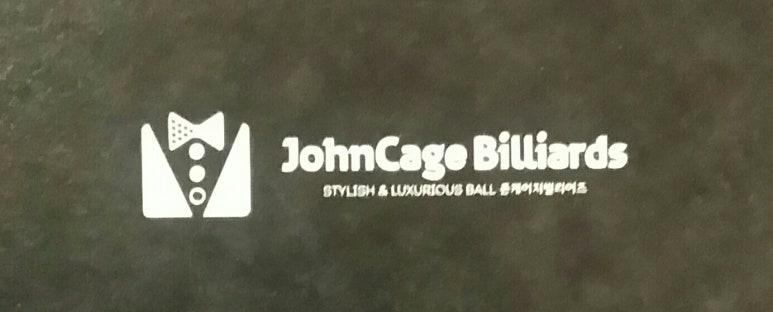 JohnCage Billiards
STYLISH & LUXURIOUS BALL 존케이지빌리어즈